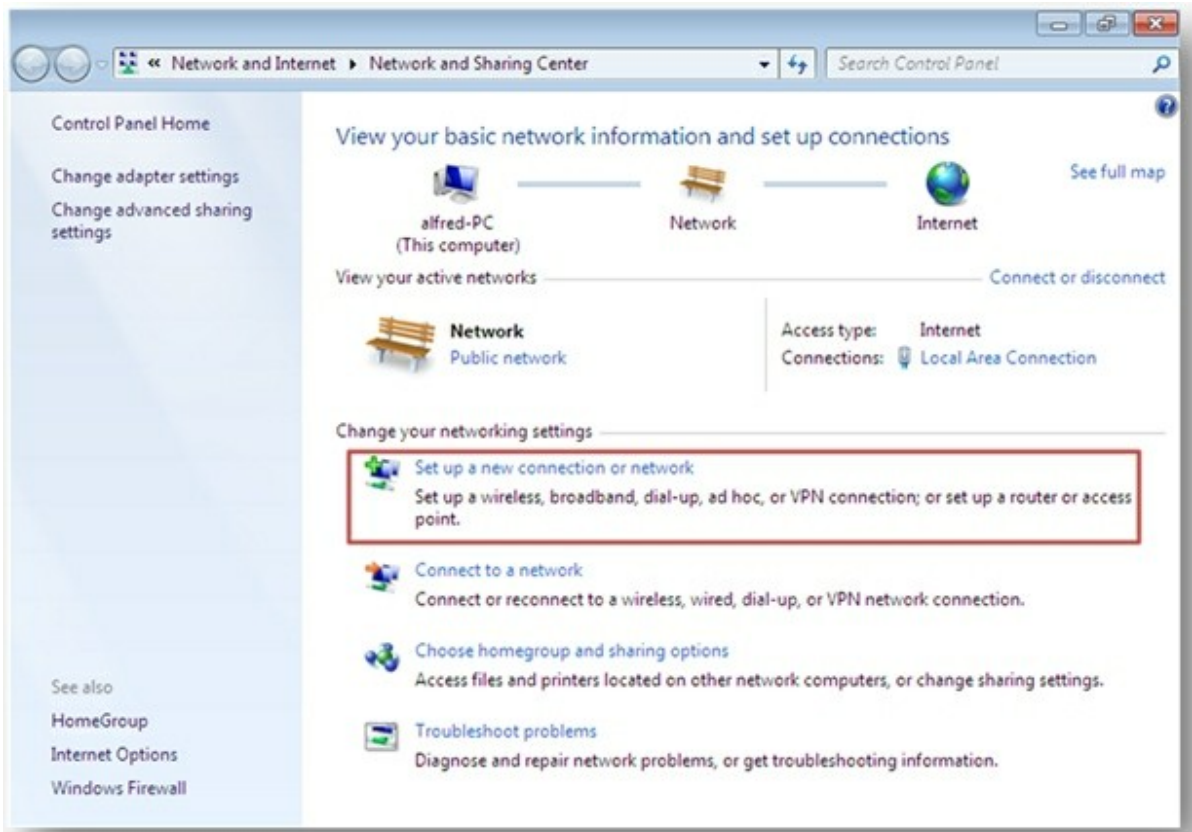 « Network and Internet ▸ Network and Sharing Center
Search Control Panel
Control Panel Home
Change adapter settings
Change advanced sharing
settings
See also
HomeGroup
Internet Options
Windows Firewall
View your basic network information and set up connections
See full map
alfred-PC
(This computer)
Network
Internet
View your active networks
Connect or disconnect
Network
Public network
Access type: Internet
Connections: Local Area Connection
Change your networking settings
Set up a new connection or network
Set up a wireless, broadband, dial-up, ad hoc, or VPN connection; or set up a router or access
point.
Connect to a network
Connect or reconnect to a wireless, wired, dial-up, or VPN network connection.
Choose homegroup and sharing options
Access files and printers located on other network computers, or change sharing settings.
Troubleshoot problems
Diagnose and repair network problems, or get troubleshooting information.